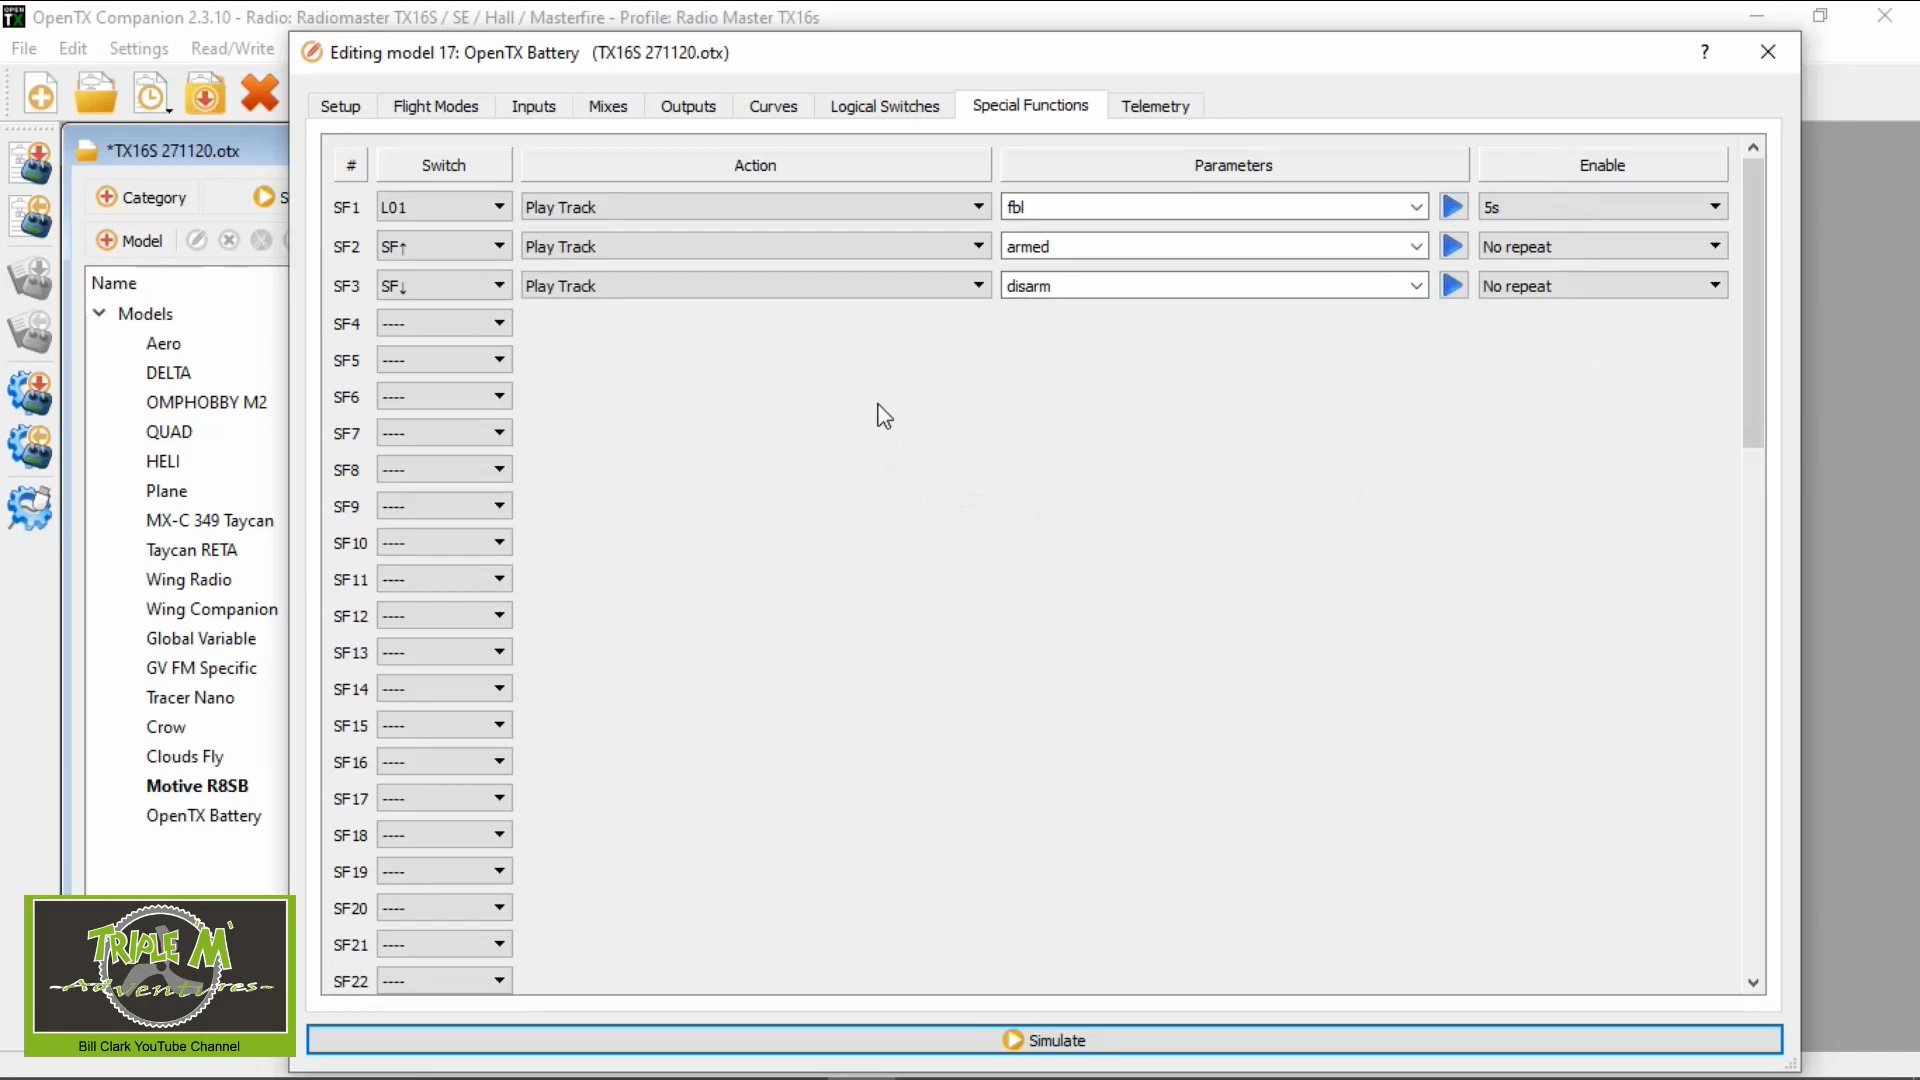 OpenTX Companion 2.3.10 - Radio: Radiomaster TX16S / SE / Hall / Masterfire - Profile: Radio Master TX16s
File Edit Settings Read/Write
Editing model 17: OpenTX Battery (TX16S 271120.otx)
?
Setup Flight Modes Inputs Mixes Outputs Curves Logical Switches Special Functions Telemetry
*TX16S 271120.otx
Category S
Model
Name
Models
Aero
DELTA
OMPHOBBY M2
QUAD
HELI
Plane
MX-C 349 Taycan
Taycan RETA
Wing Radio
Wing Companion
Global Variable
GV FM Specific
Tracer Nano
Crow
Clouds Fly
Motive R8SB
OpenTX Battery
# Switch Action Parameters Enable
SF1 L01 Play Track fbl 5s
SF2 SF↑ Play Track armed No repeat
SF3 SF↓ Play Track disarm No repeat
SF4 ----
SF5 ----
SF6 ----
SF7 ----
SF8 ----
SF9 ----
SF10 ----
SF11 ----
SF12 ----
SF13 ----
SF14 ----
SF15 ----
SF16 ----
SF17 ----
SF18 ----
SF19 ----
SF20 ----
SF21 ----
SF22 ----
Simulate
TRIPLE M
-Adventures-
Bill Clark YouTube Channel